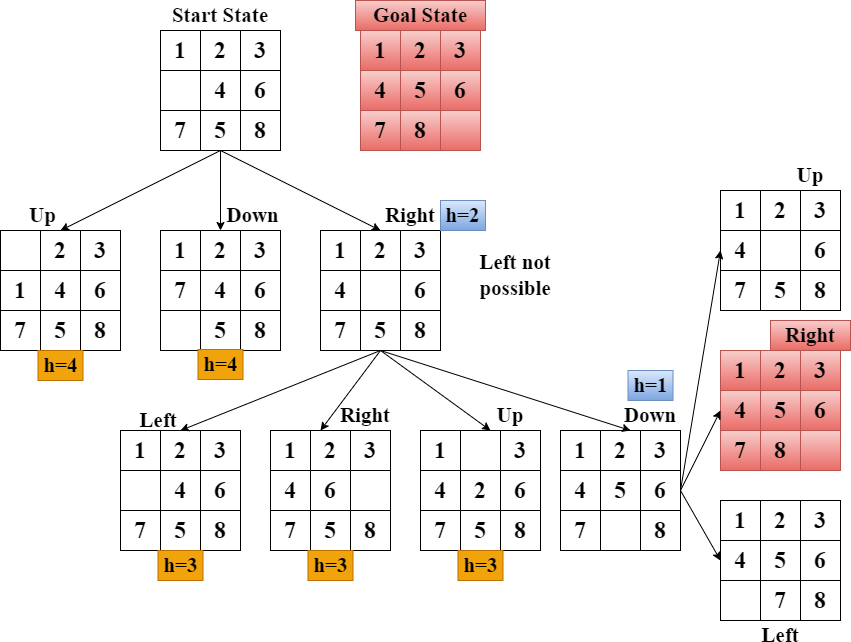 Start State
Goal State
1 2 3
4 6
7 5 8
1 2 3
4 5 6
7 8
Up
Down
Right
h=2
2 3
1 4 6
7 5 8
h=4
1 2 3
7 4 6
5 8
h=4
1 2 3
4 6
7 5 8
Left not
possible
Left
Right
Up
h=1
Down
1 2 3
4 6
7 5 8
h=3
1 2 3
4 6
7 5 8
h=3
1 3
4 2 6
7 5 8
h=3
1 2 3
4 5 6
7 8
Up
1 2 3
4 6
7 5 8
Right
1 2 3
4 5 6
7 8
1 2 3
4 5 6
7 8
Left